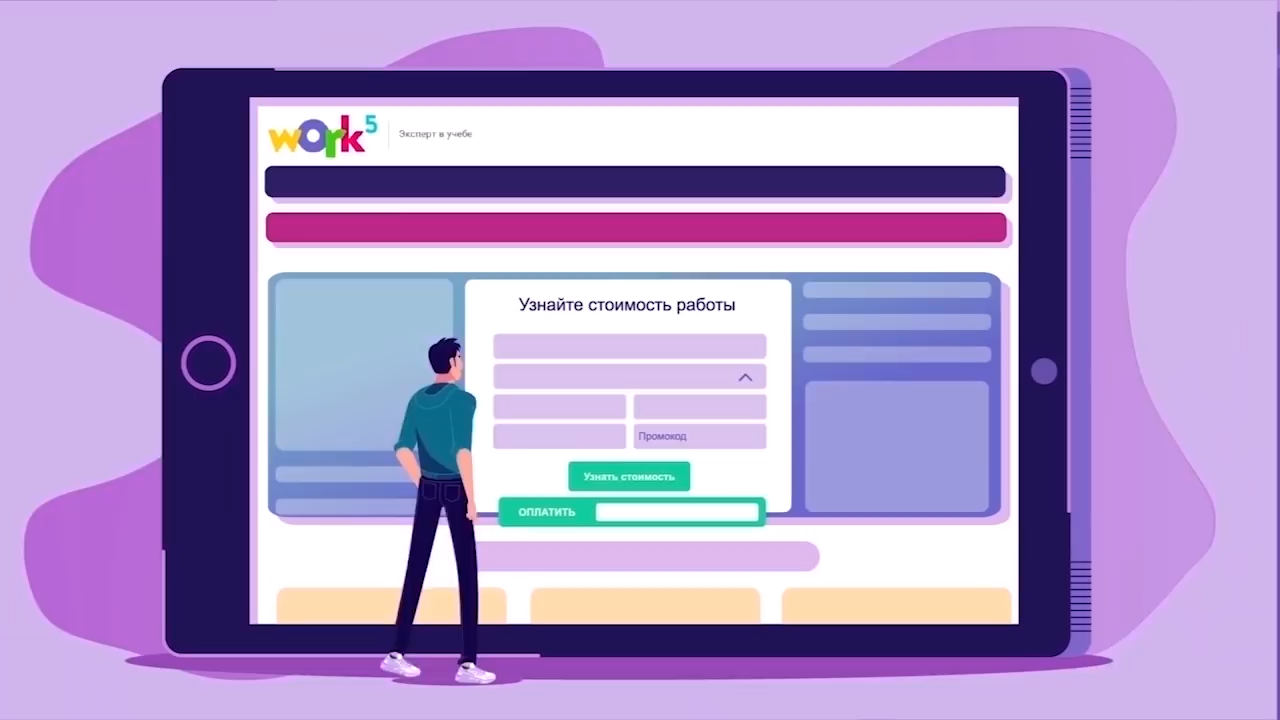 work5
Эксперт в учебе
Узнайте стоимость работы
Промокод
Узнать стоимость
ОПЛАТИТЬ